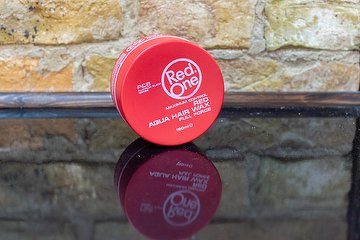 Red
One
MAXIMUM CONTROL
RED
AQUA HAIR WAX
FULL FORCE
150ml℮